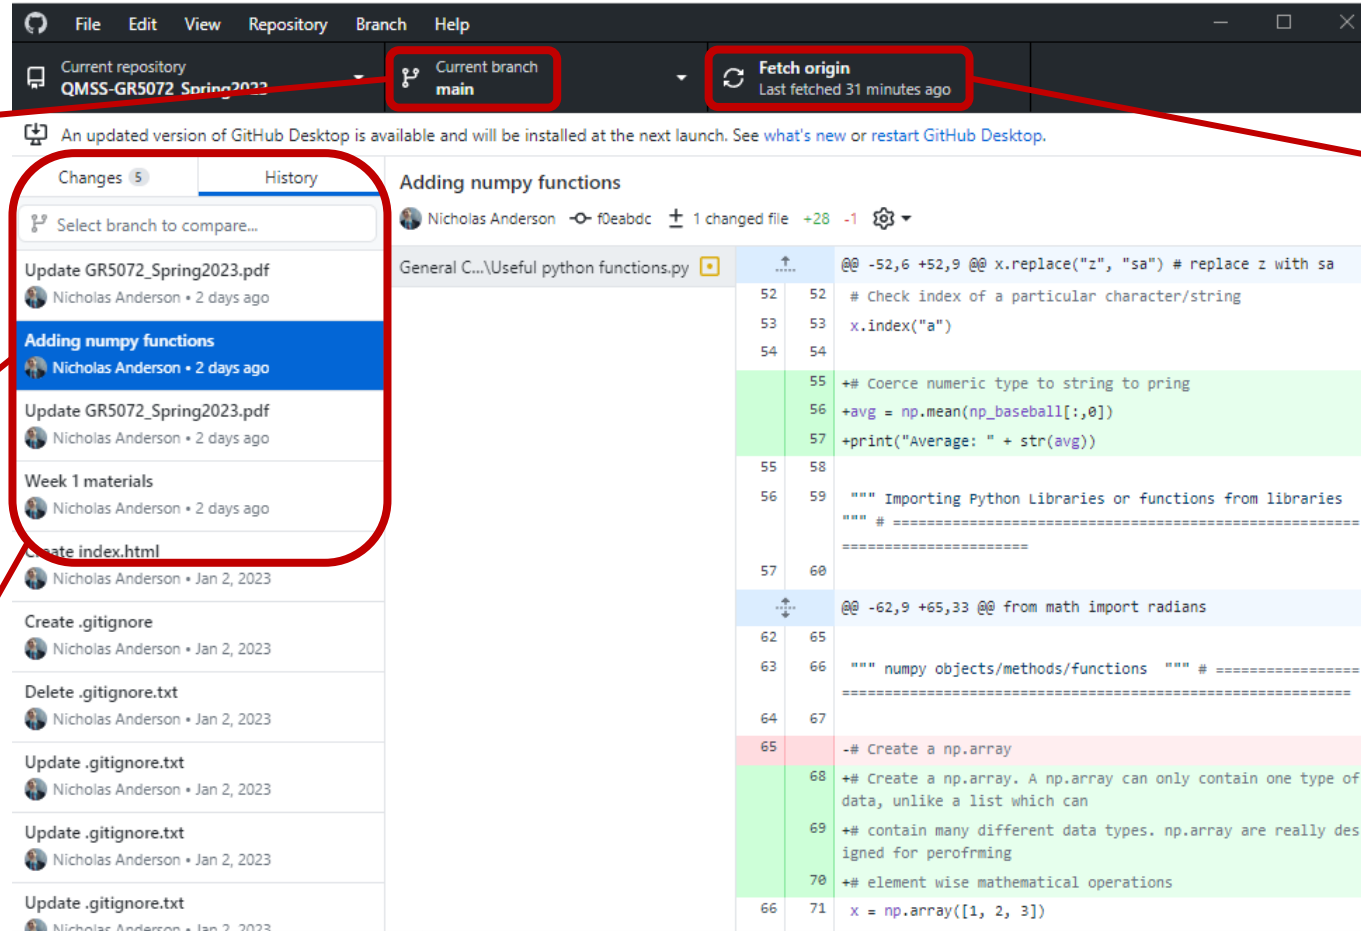 File Edit View Repository Branch Help
Current repository
QMSS-GR5072_Spring2023
Current branch
main
Fetch origin
Last fetched 31 minutes ago
An updated version of GitHub Desktop is available and will be installed at the next launch. See what's new or restart GitHub Desktop.
Changes 5 History
Select branch to compare...
Update GR5072_Spring2023.pdf
Nicholas Anderson • 2 days ago
Adding numpy functions
Nicholas Anderson • 2 days ago
Update GR5072_Spring2023.pdf
Nicholas Anderson • 2 days ago
Week 1 materials
Nicholas Anderson • 2 days ago
Create index.html
Nicholas Anderson • Jan 2, 2023
Create .gitignore
Nicholas Anderson • Jan 2, 2023
Delete .gitignore.txt
Nicholas Anderson • Jan 2, 2023
Update .gitignore.txt
Nicholas Anderson • Jan 2, 2023
Update .gitignore.txt
Nicholas Anderson • Jan 2, 2023
Update .gitignore.txt
Nicholas Anderson • Jan 2, 2023
Adding numpy functions
Nicholas Anderson f0eabdc 1 changed file +28 -1
General C...\Useful python functions.py
@@ -52,6 +52,9 @@ x.replace("z", "sa") # replace z with sa
52 52 # Check index of a particular character/string
53 53 x.index("a")
54 54
55 +# Coerce numeric type to string to pring
56 +avg = np.mean(np_baseball[:,0])
57 +print("Average: " + str(avg))
55 58
56 59 """ Importing Python Libraries or functions from libraries
""" # =====================================================
======================
57 60
@@ -62,9 +65,33 @@ from math import radians
62 65
63 66 """ numpy objects/methods/functions """ # =================
============================================================
64 67
65 -# Create a np.array
68 +# Create a np.array. A np.array can only contain one type of
data, unlike a list which can
69 +# contain many different data types. np.array are really des
igned for perofrming
70 +# element wise mathematical operations
66 71 x = np.array([1, 2, 3])